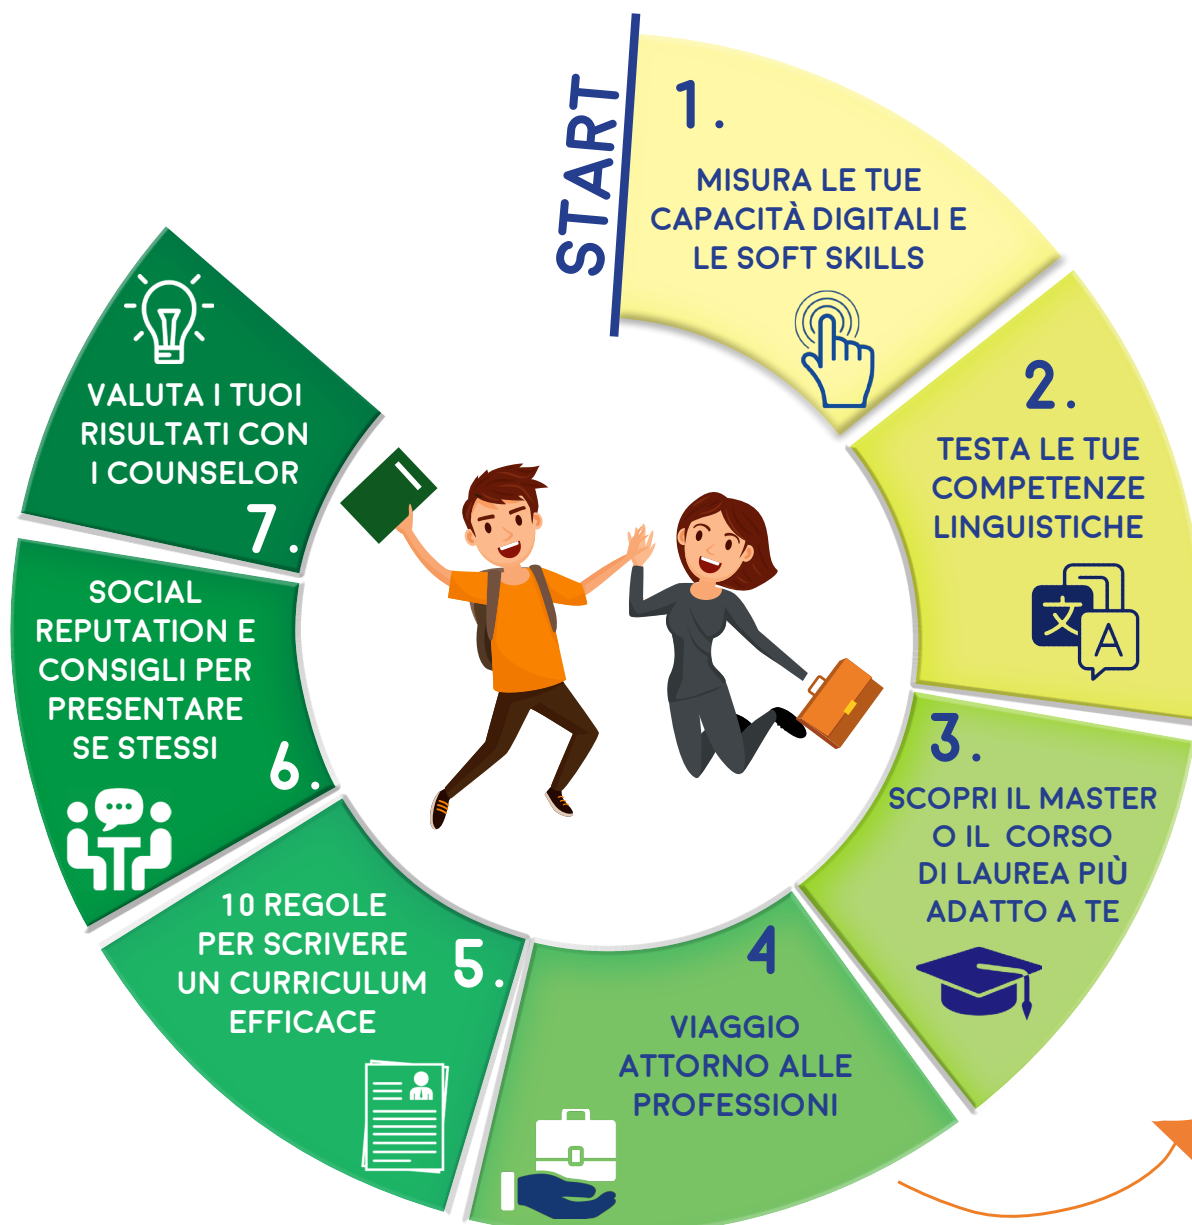 START
1.
MISURA LE TUE
CAPACITÀ DIGITALI E
LE SOFT SKILLS
2.
TESTA LE TUE
COMPETENZE
LINGUISTICHE
文
A
3.
SCOPRI IL MASTER
O IL CORSO
DI LAUREA PIÙ
ADATTO A TE
4
VIAGGIO
ATTORNO ALLE
PROFESSIONI
5.
10 REGOLE
PER SCRIVERE
UN CURRICULUM
EFFICACE
6.
SOCIAL
REPUTATION E
CONSIGLI PER
PRESENTARE
SE STESSI
7.
VALUTA I TUOI
RISULTATI CON
I COUNSELOR